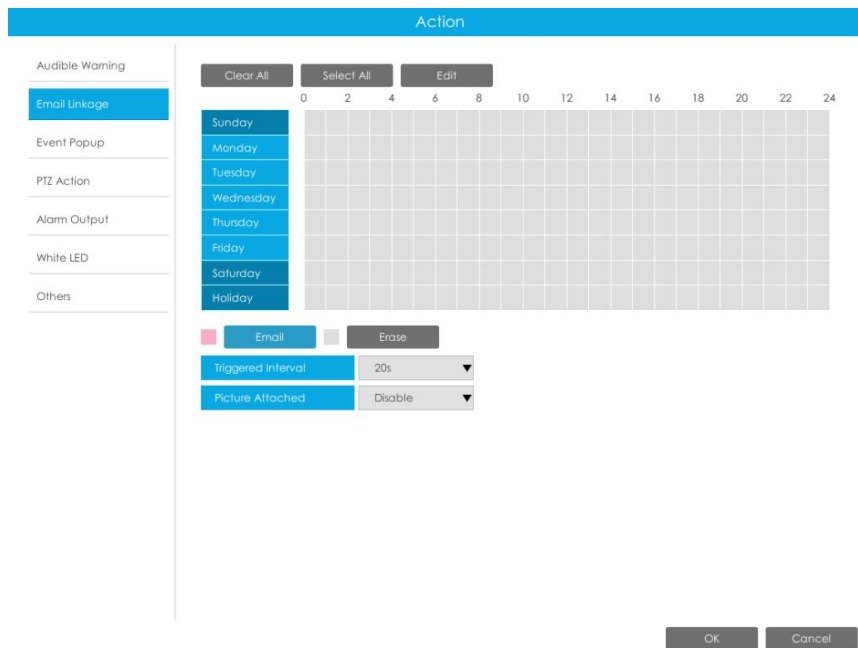 Action
Audible Warning
Email Linkage
Event Popup
PTZ Action
Alarm Output
White LED
Others
Clear All Select All Edit
0 2 4 6 8 10 12 14 16 18 20 22 24
Sunday
Monday
Tuesday
Wednesday
Thursday
Friday
Saturday
Holiday
Email Erase
Triggered Interval 20s
Picture Attached Disable
OK Cancel